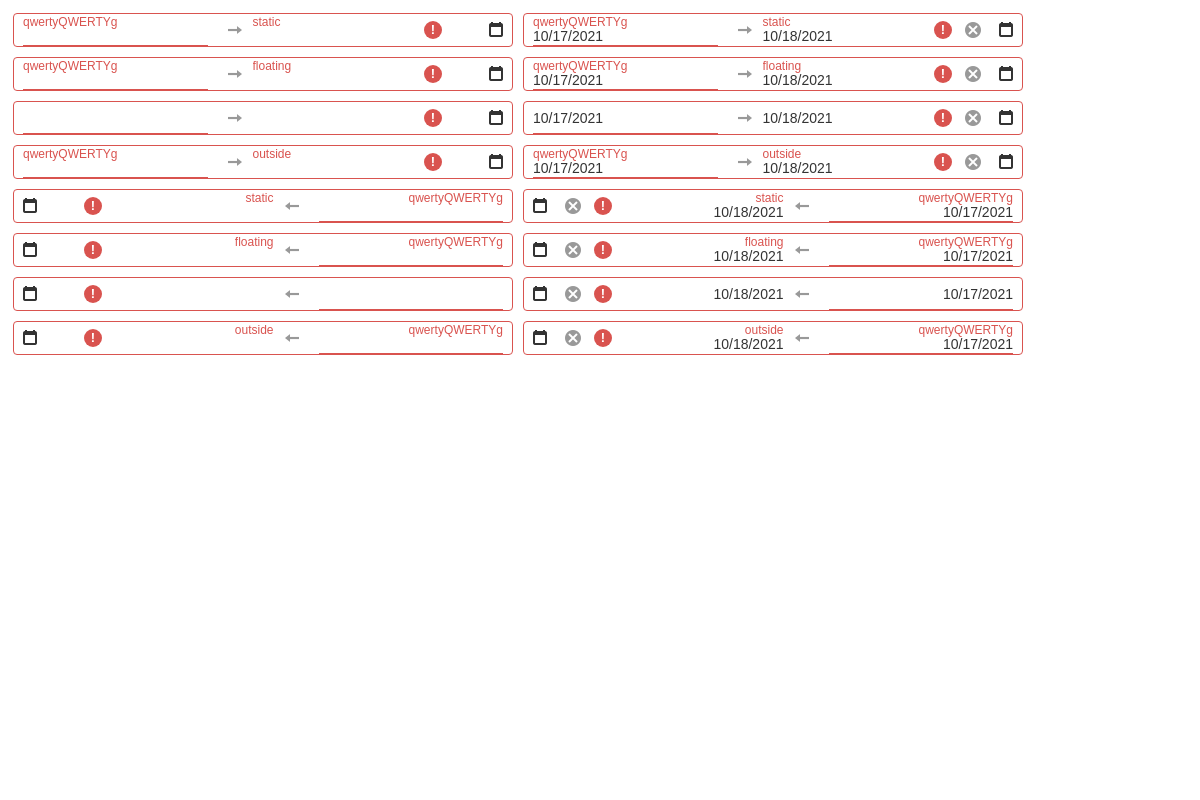 qwertyQWERTYg static qwertyQWERTYg static
10/17/2021 10/18/2021
qwertyQWERTYg floating qwertyQWERTYg floating
10/17/2021 10/18/2021
10/17/2021 10/18/2021
qwertyQWERTYg outside qwertyQWERTYg outside
10/17/2021 10/18/2021
static qwertyQWERTYg static qwertyQWERTYg
10/18/2021 10/17/2021
floating qwertyQWERTYg floating qwertyQWERTYg
10/18/2021 10/17/2021
10/18/2021 10/17/2021
outside qwertyQWERTYg outside qwertyQWERTYg
10/18/2021 10/17/2021